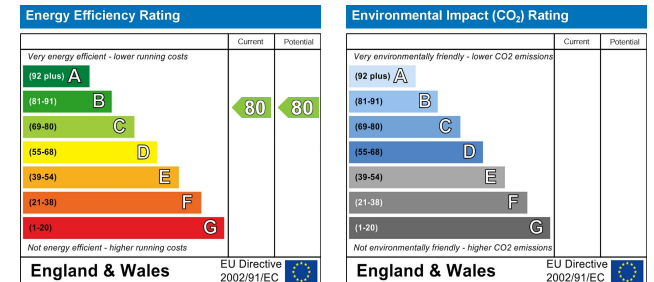 Energy Efficiency Rating
Current Potential
Very energy efficient - lower running costs
(92 plus) A
(81-91) B
80 80
(69-80) C
(55-68) D
(39-54) E
(21-38) F
(1-20) G
Not energy efficient - higher running costs
England & Wales
EU Directive
2002/91/EC
Environmental Impact (CO₂) Rating
Current Potential
Very environmentally friendly - lower CO2 emissions
(92 plus) A
(81-91) B
(69-80) C
(55-68) D
(39-54) E
(21-38) F
(1-20) G
Not environmentally friendly - higher CO2 emissions
England & Wales
EU Directive
2002/91/EC